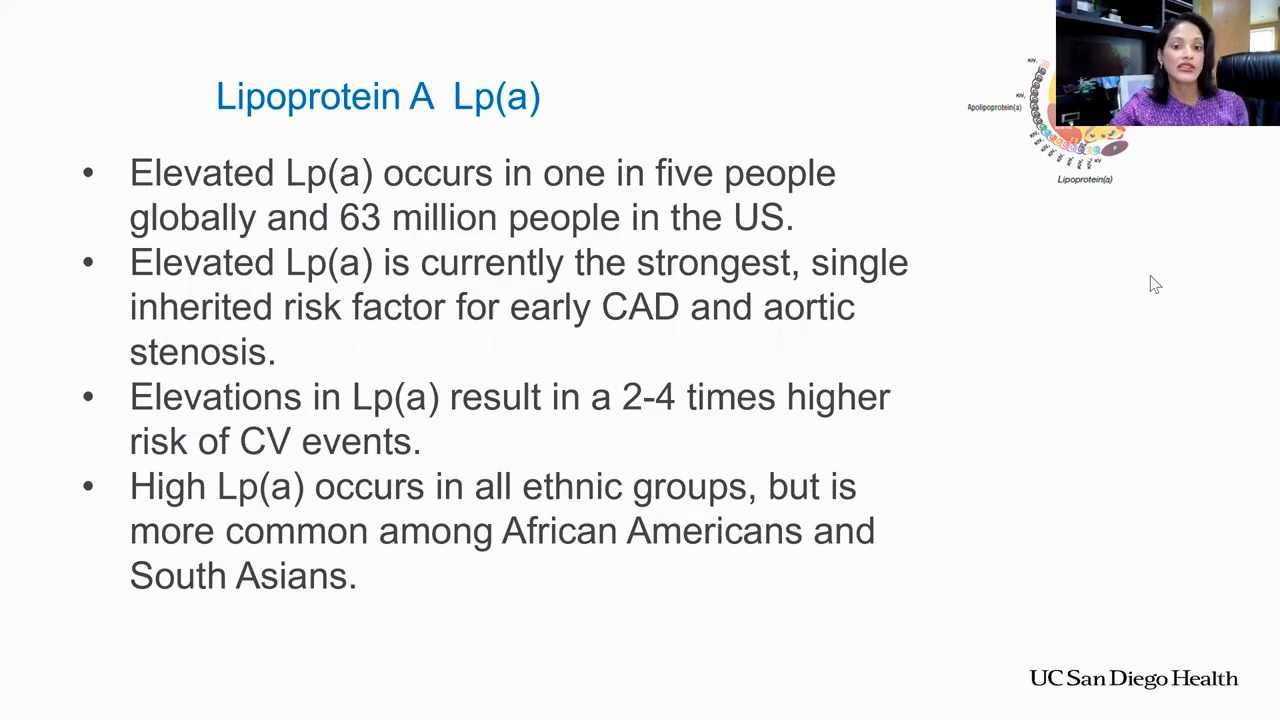 Lipoprotein A Lp(a)
Apolipoprotein(a)
Lipoprotein(a)
• Elevated Lp(a) occurs in one in five people
globally and 63 million people in the US.
• Elevated Lp(a) is currently the strongest, single
inherited risk factor for early CAD and aortic
stenosis.
• Elevations in Lp(a) result in a 2-4 times higher
risk of CV events.
• High Lp(a) occurs in all ethnic groups, but is
more common among African Americans and
South Asians.
UC San Diego Health